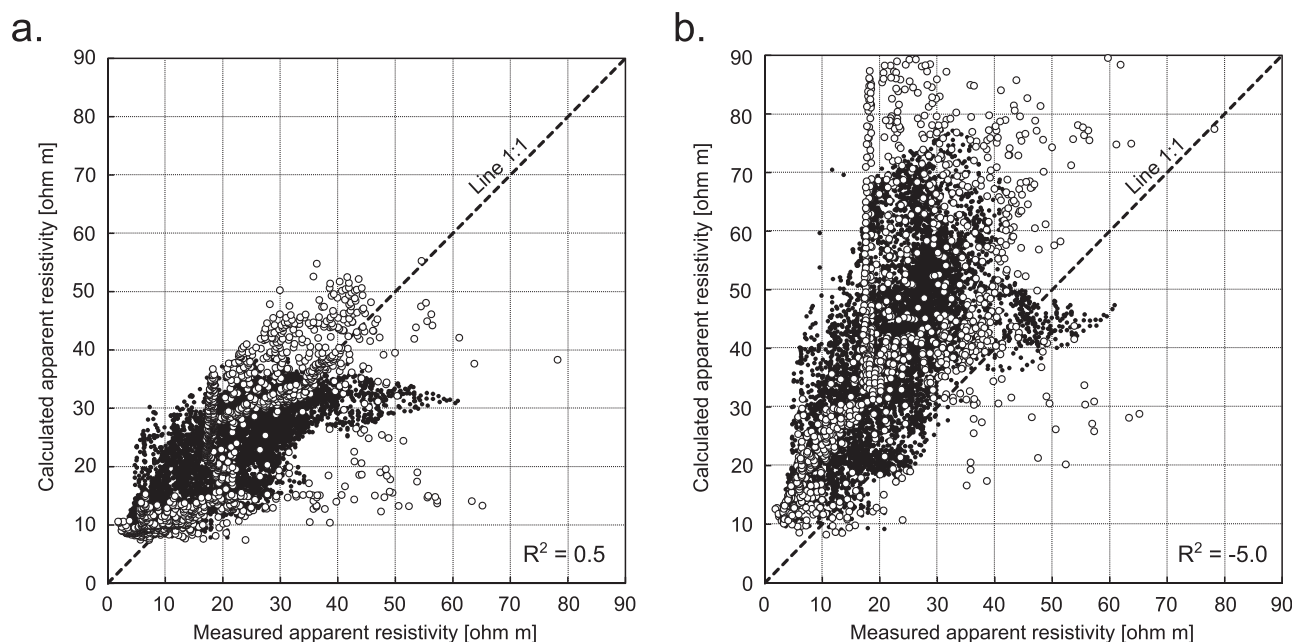 a.
90
80
70
60
50
40
30
20
10
0
Calculated apparent resistivity [ohm m]
Line 1:1
R² = 0.5
0 10 20 30 40 50 60 70 80 90
Measured apparent resistivity [ohm m]
b.
90
80
70
60
50
40
30
20
10
0
Calculated apparent resistivity [ohm m]
Line 1:1
R² = -5.0
0 10 20 30 40 50 60 70 80 90
Measured apparent resistivity [ohm m]